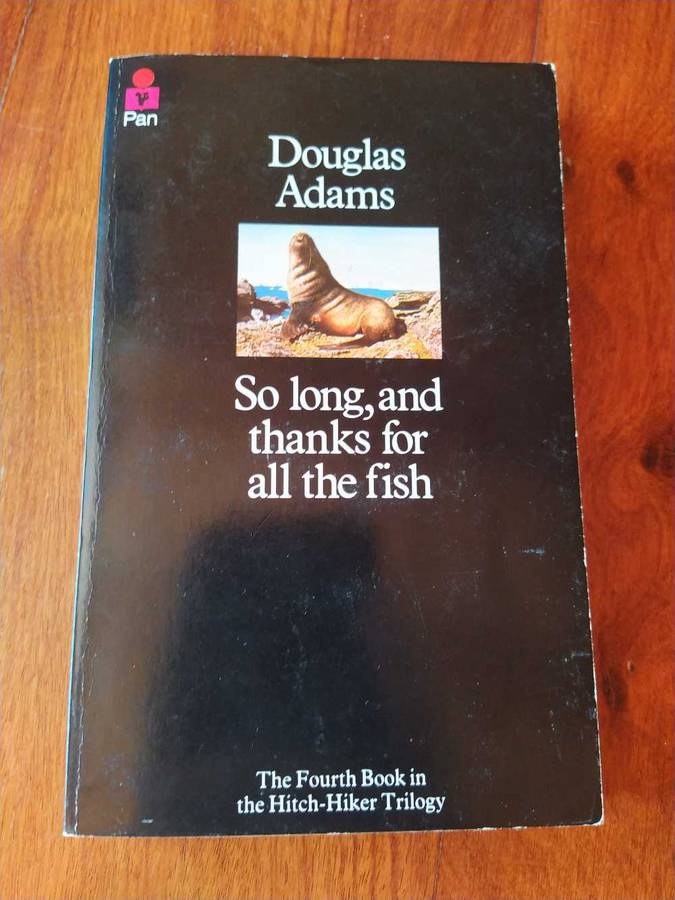 Pan
Douglas
Adams
So long, and
thanks for
all the fish
The Fourth Book in
the Hitch-Hiker Trilogy